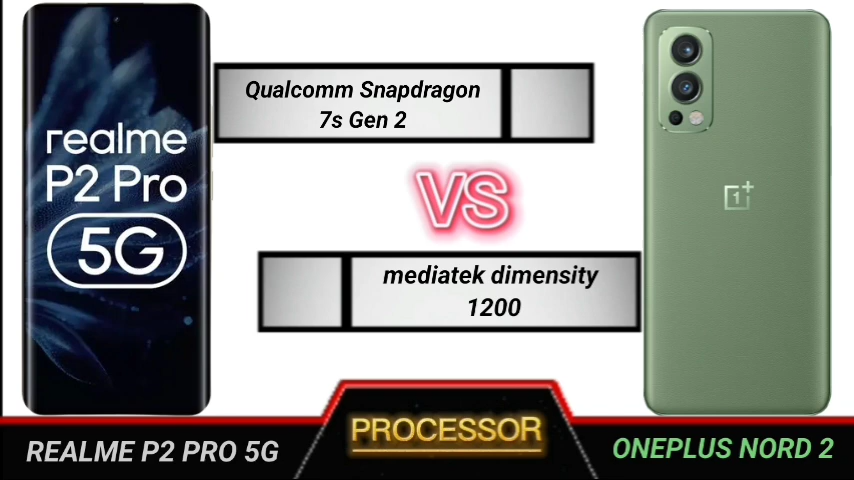 realme
P2 Pro
5G
Qualcomm Snapdragon
7s Gen 2
VS
mediatek dimensity
1200
1+
PROCESSOR
REALME P2 PRO 5G
ONEPLUS NORD 2